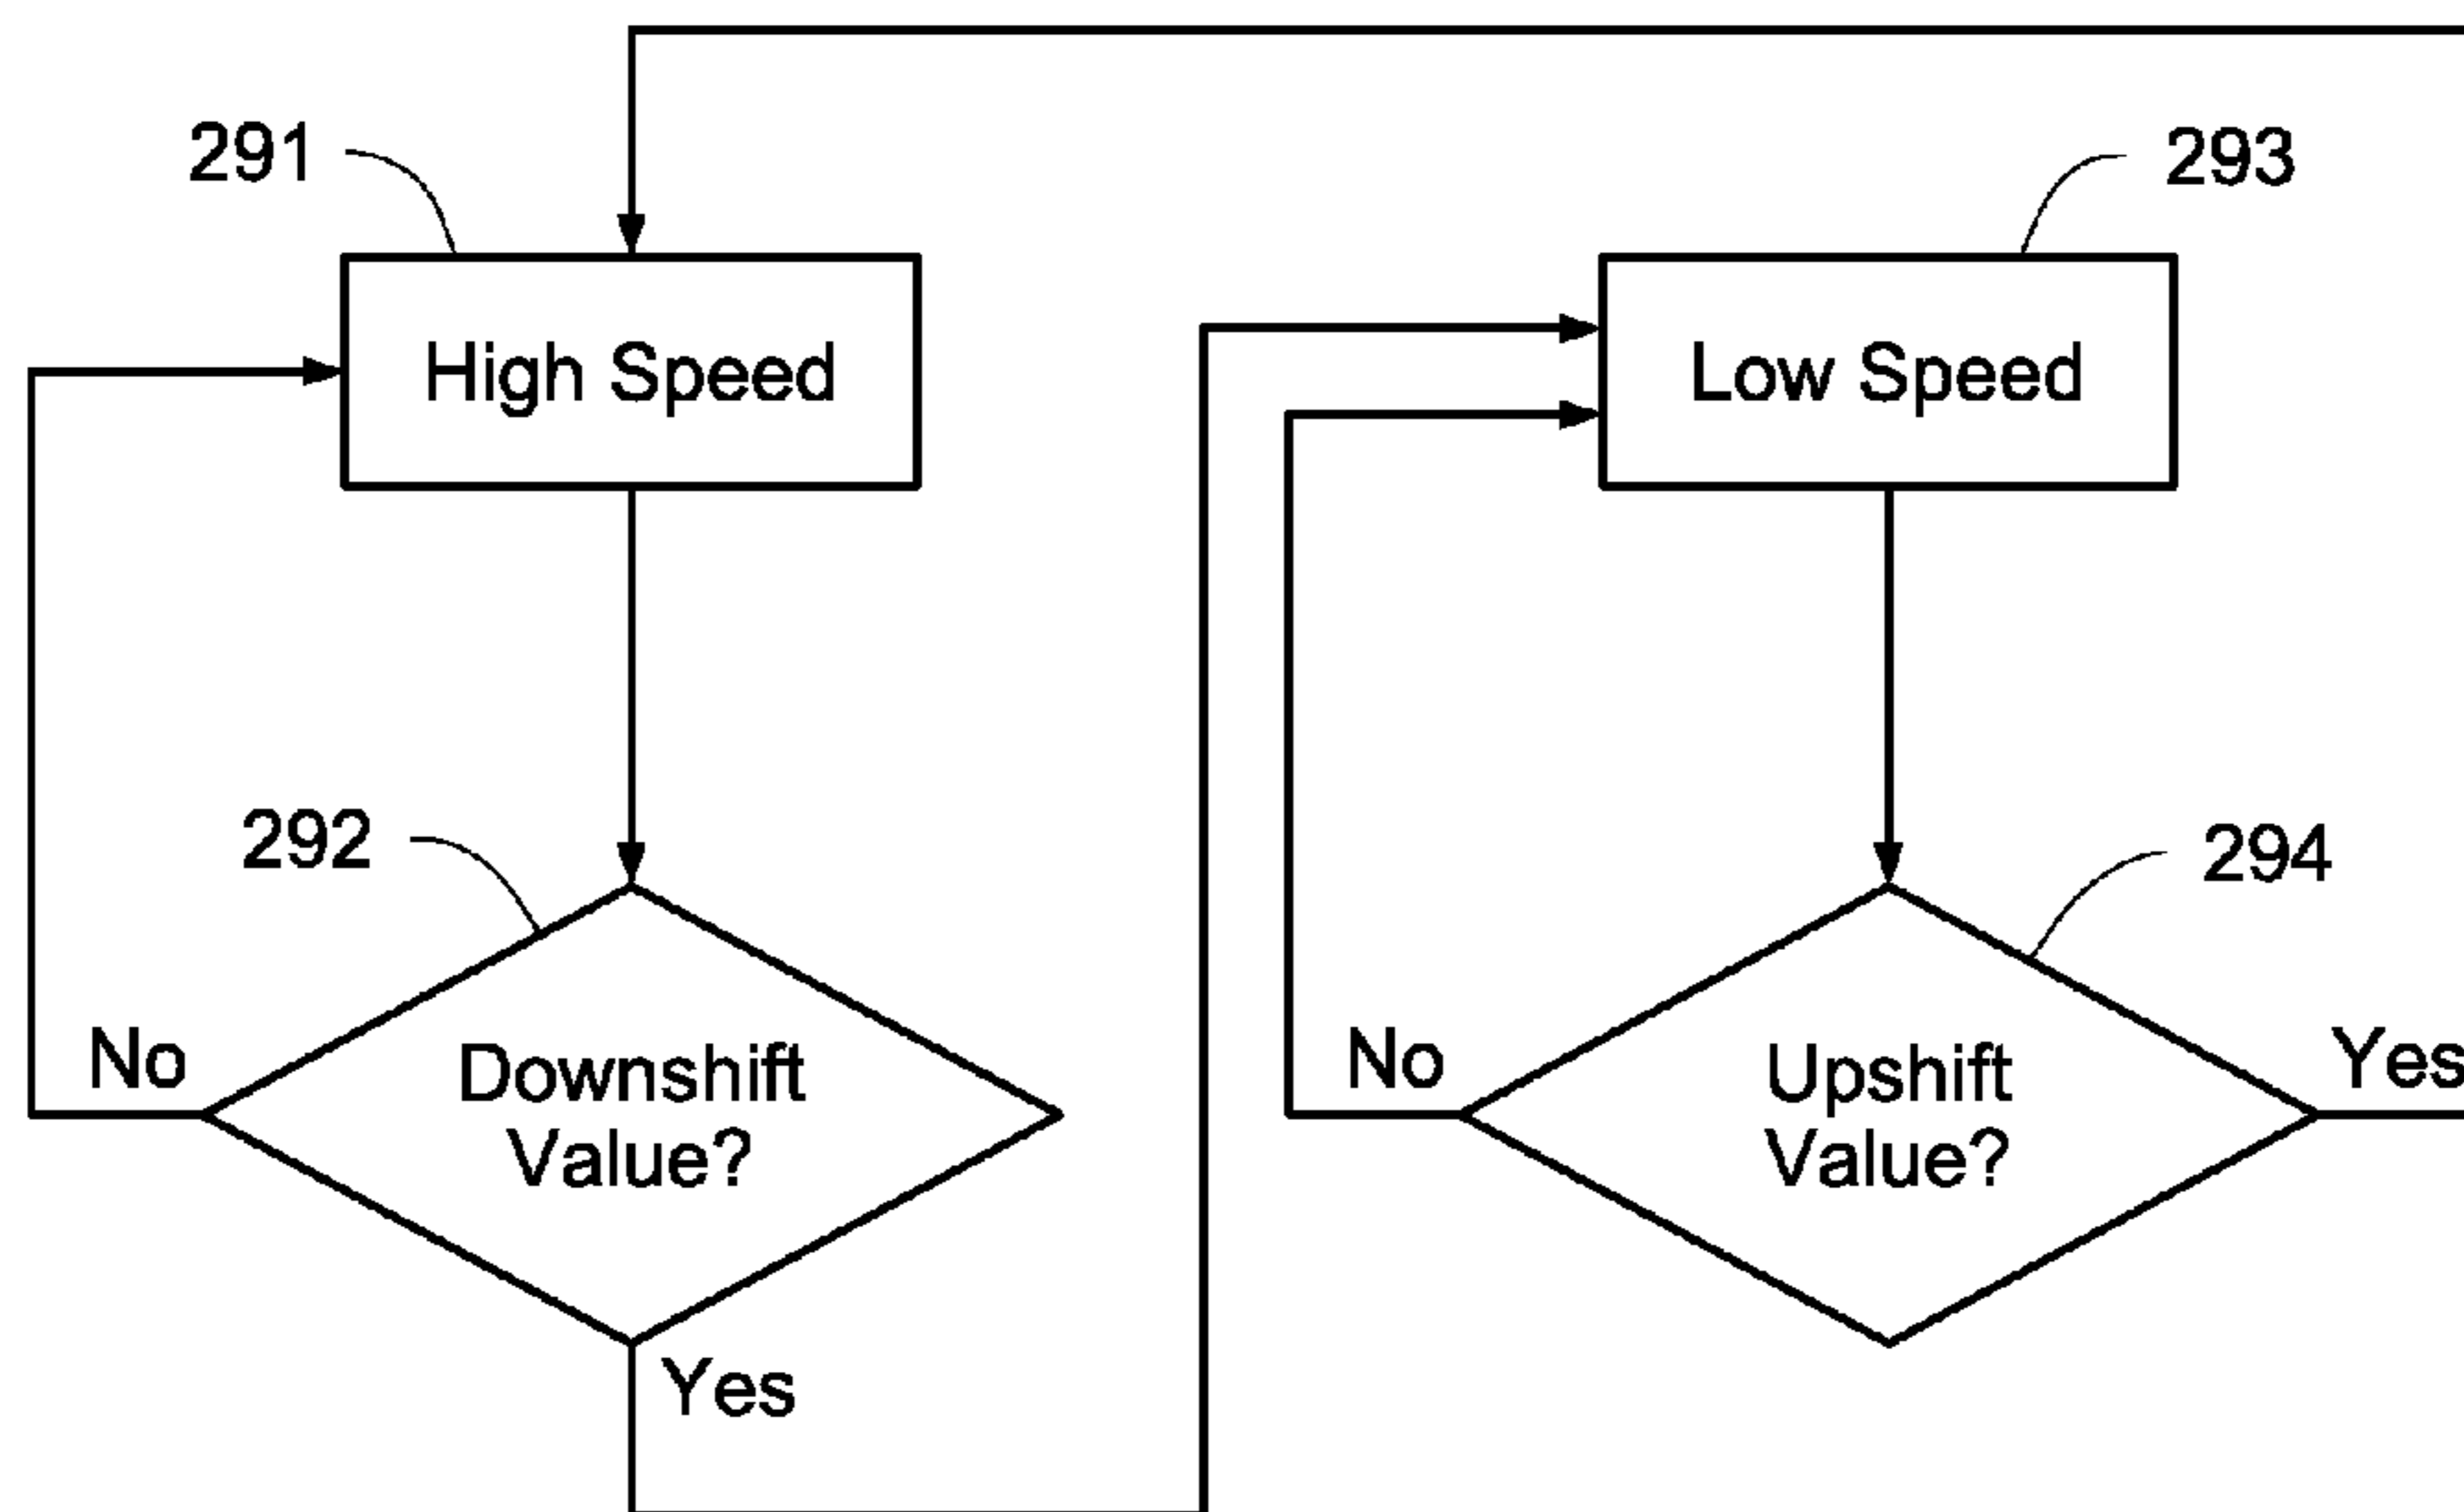 291
293
High Speed
Low Speed
292
294
No
Downshift
Value?
No
Upshift
Value?
Yes
Yes